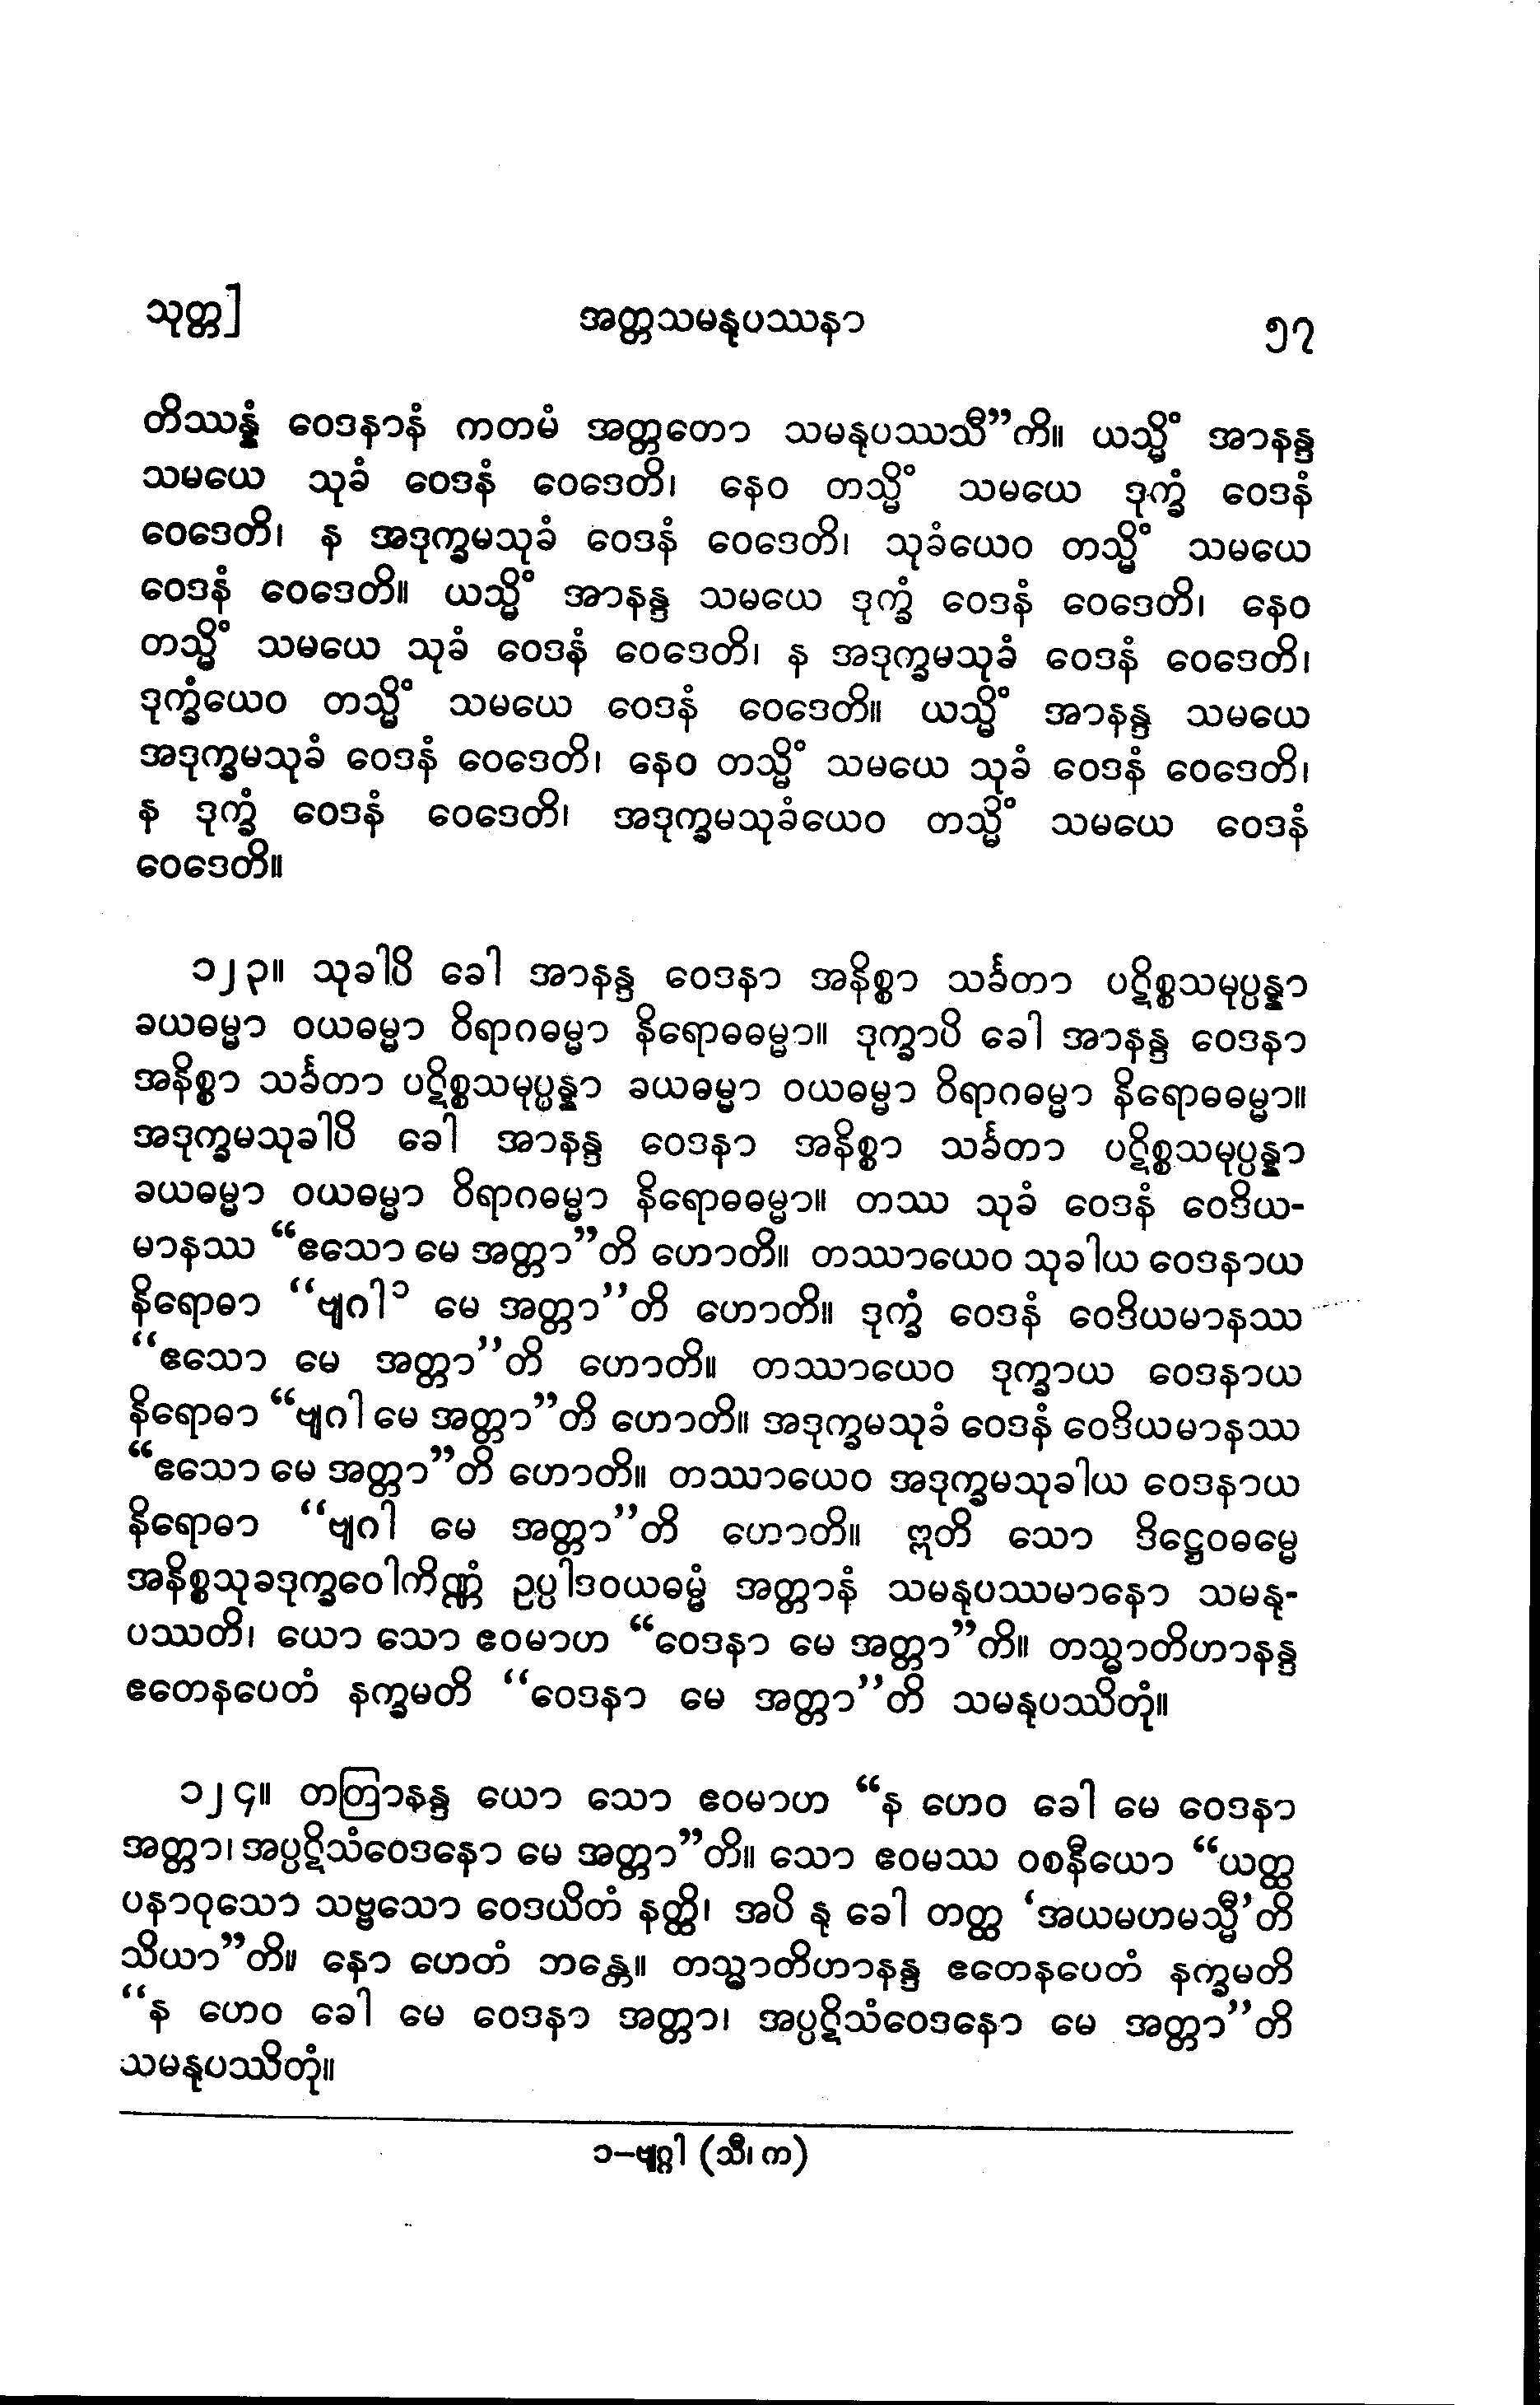 သုတ္တ] အတ္တသမနုပဿနာ ၅၇
တိဿန္နံ ဝေဒနာနံ ကတမံ အတ္တတော သမနုပဿသီ”ကိ။ ယသ္မိံ အာနန္ဒ
သမယေ သုခံ ဝေဒနံ ဝေဒေတိ၊ နေဝ တသ္မိံ သမယေ ဒုက္ခံ ဝေဒနံ
ဝေဒေတိ၊ န အဒုက္ခမသုခံ ဝေဒနံ ဝေဒေတိ၊ သုခံယေဝ တသ္မိံ သမယေ
ဝေဒနံ ဝေဒေတိ။ ယသ္မိံ အာနန္ဒ သမယေ ဒုက္ခံ ဝေဒနံ ဝေဒေတိ၊ နေဝ
တသ္မိံ သမယေ သုခံ ဝေဒနံ ဝေဒေတိ၊ န အဒုက္ခမသုခံ ဝေဒနံ ဝေဒေတိ၊
ဒုက္ခံယေဝ တသ္မိံ သမယေ ဝေဒနံ ဝေဒေတိ။ ယသ္မိံ အာနန္ဒ သမယေ
အဒုက္ခမသုခံ ဝေဒနံ ဝေဒေတိ၊ နေဝ တသ္မိံ သမယေ သုခံ ဝေဒနံ ဝေဒေတိ၊
န ဒုက္ခံ ဝေဒနံ ဝေဒေတိ၊ အဒုက္ခမသုခံယေဝ တသ္မိံ သမယေ ဝေဒနံ
ဝေဒေတိ။
၁၂၃။ သုခါပိ ခေါ အာနန္ဒ ဝေဒနာ အနိစ္စာ သင်္ခတာ ပဋိစ္စသမုပ္ပန္နာ
ခယဓမ္မာ ဝယဓမ္မာ ဝိရာဂဓမ္မာ နိရောဓဓမ္မာ။ ဒုက္ခာပိ ခေါ အာနန္ဒ ဝေဒနာ
အနိစ္စာ သင်္ခတာ ပဋိစ္စသမုပ္ပန္နာ ခယဓမ္မာ ဝယဓမ္မာ ဝိရာဂဓမ္မာ နိရောဓဓမ္မာ။
အဒုက္ခမသုခါပိ ခေါ အာနန္ဒ ဝေဒနာ အနိစ္စာ သင်္ခတာ ပဋိစ္စသမုပ္ပန္နာ
ခယဓမ္မာ ဝယဓမ္မာ ဝိရာဂဓမ္မာ နိရောဓဓမ္မာ။ တဿ သုခံ ဝေဒနံ ဝေဒိယ-
မာနဿ “ဧသော မေ အတ္တာ”တိ ဟောတိ။ တဿာယေဝ သုခါယ ဝေဒနာယ
နိရောဓာ “ဗျဂါ၁ မေ အတ္တာ”တိ ဟောတိ။ ဒုက္ခံ ဝေဒနံ ဝေဒိယမာနဿ
“ဧသော မေ အတ္တာ”တိ ဟောတိ။ တဿာယေဝ ဒုက္ခာယ ဝေဒနာယ
နိရောဓာ “ဗျဂါ မေ အတ္တာ”တိ ဟောတိ။ အဒုက္ခမသုခံ ဝေဒနံ ဝေဒိယမာနဿ
“ဧသော မေ အတ္တာ”တိ ဟောတိ။ တဿာယေဝ အဒုက္ခမသုခါယ ဝေဒနာယ
နိရောဓာ “ဗျဂါ မေ အတ္တာ”တိ ဟောတိ။ ဣတိ သော ဒိဋ္ဌေဝဓမ္မေ
အနိစ္စသုခဒုက္ခဝေါကိဏ္ဏံ ဥပ္ပါဒဝယဓမ္မံ အတ္တာနံ သမနုပဿမာနော သမနု-
ပဿတိ၊ ယော သော ဧဝမာဟ “ဝေဒနာ မေ အတ္တာ”ကိ။ တသ္မာတိဟာနန္ဒ
ဧတေနပေတံ နက္ခမတိ “ဝေဒနာ မေ အတ္တာ”တိ သမနုပဿိတုံ။
၁၂၄။ တတြာနန္ဒ ယော သော ဧဝမာဟ “န ဟေဝ ခေါ မေ ဝေဒနာ
အတ္တာ၊ အပ္ပဋိသံဝေဒနော မေ အတ္တာ”တိ။ သော ဧဝမဿ ဝစနီယော “ယတ္ထ
ပနာဝုသော သဗ္ဗသော ဝေဒယိတံ နတ္ထိ၊ အပိ နု ခေါ တတ္ထ ‘အယမဟမသ္မီ’တိ
သိယာ”တိ။ နော ဟေတံ ဘန္တေ။ တသ္မာတိဟာနန္ဒ ဧတေနပေတံ နက္ခမတိ
“န ဟေဝ ခေါ မေ ဝေဒနာ အတ္တာ၊ အပ္ပဋိသံဝေဒနော မေ အတ္တာ”တိ
သမနုပဿိတုံ။
၁–ဗျဂ္ဂါ (သီ၊ က)